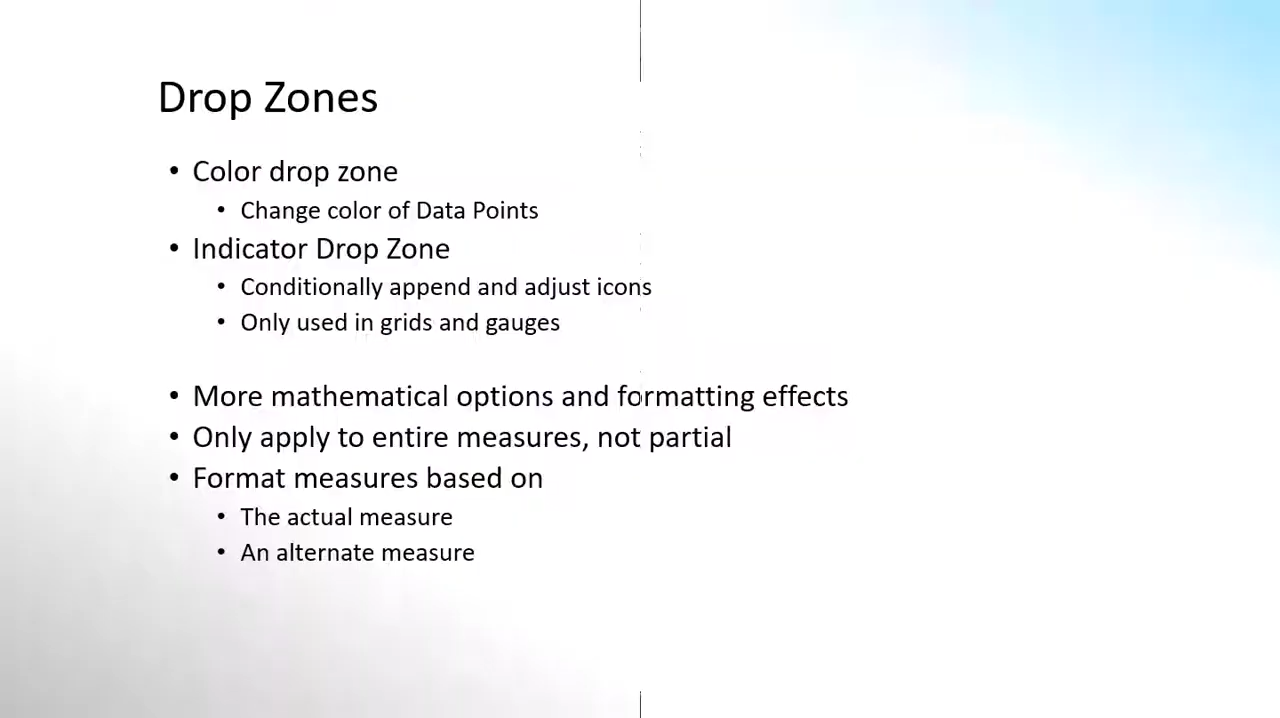 Drop Zones
• Color drop zone
• Change color of Data Points
• Indicator Drop Zone
• Conditionally append and adjust icons
• Only used in grids and gauges
• More mathematical options and formatting effects
• Only apply to entire measures, not partial
• Format measures based on
• The actual measure
• An alternate measure